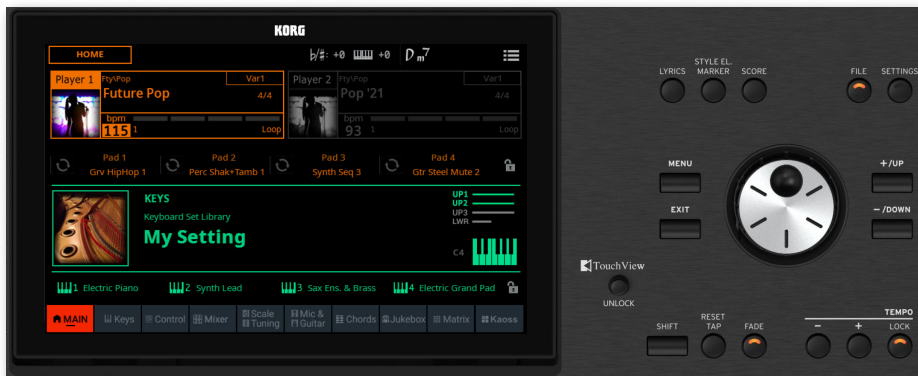 KORG
HOME
♭/♯: +0 +0 Dm7
Player 1 Fty\Pop Var1
Future Pop
4/4
bpm
115 1 Loop
Player 2 Fty\Pop Var1
Pop '21
4/4
bpm
93 1 Loop
Pad 1
Grv HipHop 1
Pad 2
Perc Shak+Tamb 1
Pad 3
Synth Seq 3
Pad 4
Gtr Steel Mute 2
KEYS
Keyboard Set Library
My Setting
UP1
UP2
UP3
LWR
C4
1 Electric Piano
2 Synth Lead
3 Sax Ens. & Brass
4 Electric Grand Pad
MAIN
Keys
Control
Mixer
Scale
Tuning
Mic &
Guitar
Chords
Jukebox
Matrix
Kaoss
LYRICS
STYLE EL.
MARKER
SCORE
FILE
SETTINGS
MENU
+/UP
EXIT
-/DOWN
TouchView
UNLOCK
SHIFT
RESET
TAP
FADE
TEMPO
-
+
LOCK